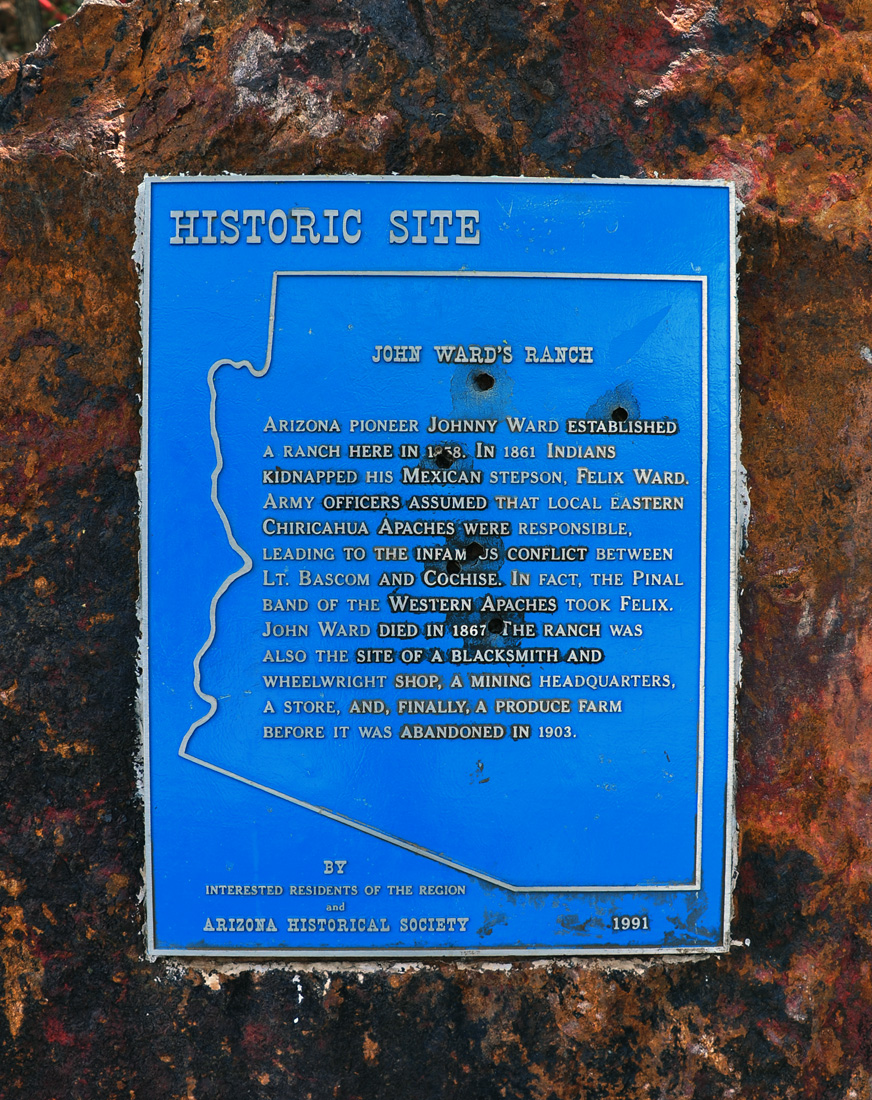 HISTORIC SITE
JOHN WARD'S RANCH
ARIZONA PIONEER JOHNNY WARD ESTABLISHED
A RANCH HERE IN 1858. IN 1861 INDIANS
KIDNAPPED HIS MEXICAN STEPSON, FELIX WARD.
ARMY OFFICERS ASSUMED THAT LOCAL EASTERN
CHIRICAHUA APACHES WERE RESPONSIBLE,
LEADING TO THE INFAMOUS CONFLICT BETWEEN
LT. BASCOM AND COCHISE. IN FACT, THE PINAL
BAND OF THE WESTERN APACHES TOOK FELIX.
JOHN WARD DIED IN 1867. THE RANCH WAS
ALSO THE SITE OF A BLACKSMITH AND
WHEELWRIGHT SHOP, A MINING HEADQUARTERS,
A STORE, AND, FINALLY, A PRODUCE FARM
BEFORE IT WAS ABANDONED IN 1903.
BY
INTERESTED RESIDENTS OF THE REGION
and
ARIZONA HISTORICAL SOCIETY
1991